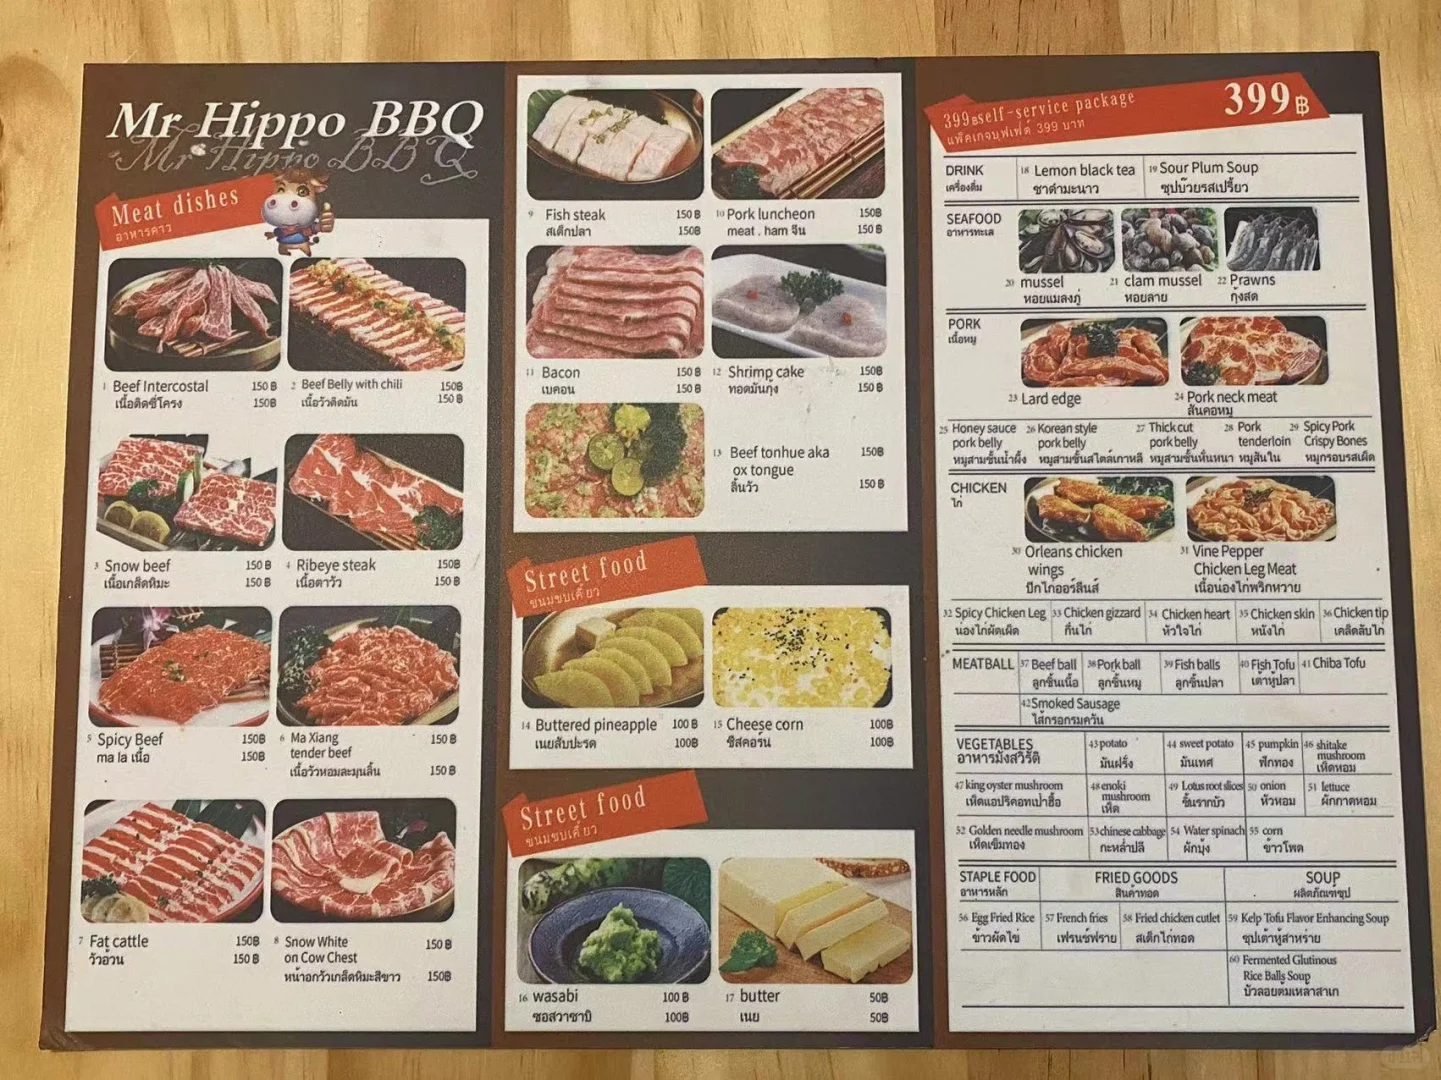 Mr Hippo BBQ
Mr Hippo BBQ
Meat dishes
อาหารคาว
1 Beef Intercostal 150 ฿
เนื้อติดซี่โครง 150฿
2 Beef Belly with chili 150฿
เนื้อวัวติดมัน 150 ฿
3 Snow beef 150 ฿
เนื้อเกล็ดหิมะ 150 ฿
4 Ribeye steak 150฿
เนื้อตาวัว 150 ฿
5 Spicy Beef 150฿
ma la เนื้อ 150฿
6 Ma Xiang 150 ฿
tender beef
เนื้อวัวหอมละมุนลิ้น 150 ฿
7 Fat cattle 150฿
วัวอ้วน 150 ฿
8 Snow White 150 ฿
on Cow Chest
หน้าอกวัวเกล็ดหิมะสีขาว 150฿
9 Fish steak 150 ฿
สเต็กปลา 150฿
10 Pork luncheon 150฿
meat . ham จีน 150 ฿
11 Bacon 150 ฿
เบคอน 150 ฿
12 Shrimp cake 150฿
ทอดมันกุ้ง 150 ฿
13 Beef tonhue aka 150฿
ox tongue
ลิ้นวัว 150 ฿
Street food
ขนมขบเคี้ยว
14 Buttered pineapple 100 ฿
เนยสับปะรด 100฿
15 Cheese corn 100฿
ชีสคอร์น 100฿
Street food
ขนมขบเคี้ยว
16 wasabi 100 ฿
ซอสวาซาบิ 100฿
17 butter 50฿
เนย 50฿
399฿self-service package 399฿
แพ็คเกจบุฟเฟ่ต์ 399 บาท
DRINK 18 Lemon black tea 19 Sour Plum Soup
เครื่องดื่ม ชาดำมะนาว ซุปบ๊วยรสเปรี้ยว
SEAFOOD
อาหารทะเล
20 mussel 21 clam mussel 22 Prawns
หอยแมลงภู่ หอยลาย กุ้งสด
PORK
เนื้อหมู
23 Lard edge 24 Pork neck meat
สันคอหมู
25 Honey sauce 26 Korean style 27 Thick cut 28 Pork 29 Spicy Pork
pork belly pork belly pork belly tenderloin Crispy Bones
หมูสามชั้นน้ำผึ้ง หมูสามชั้นสไตล์เกาหลี หมูสามชั้นหั่นหนา หมูสันใน หมูกรอบรสเผ็ด
CHICKEN
ไก่
30 Orleans chicken 31 Vine Pepper
wings Chicken Leg Meat
ปีกไก่ออร์ลีนส์ เนื้อน่องไก่พริกหวาย
32 Spicy Chicken Leg 33 Chicken gizzard 34 Chicken heart 35 Chicken skin 36 Chicken tip
น่องไก่ผัดเผ็ด กึ๋นไก่ หัวใจไก่ หนังไก่ เคล็ดลับไก่
MEATBALL 37 Beef ball 38 Pork ball 39 Fish balls 40 Fish Tofu 41 Chiba Tofu
ลูกชิ้นเนื้อ ลูกชิ้นหมู ลูกชิ้นปลา เต้าหู้ปลา
42 Smoked Sausage
ไส้กรอกรมควัน
VEGETABLES 43 potato 44 sweet potato 45 pumpkin 46 shitake
mushroom
อาหารมังสวิรัติ มันฝรั่ง มันเทศ ฟักทอง เห็ดหอม
47 king oyster mushroom 48 enoki 49 Lotus root slices 50 onion 51 lettuce
mushroom
เห็ดแอปริคอทเป๋าฮื้อ เห็ด ชิ้นรากบัว หัวหอม ผักกาดหอม
52 Golden needle mushroom 53 chinese cabbage 54 Water spinach 55 corn
เห็ดเข็มทอง กะหล่ำปลี ผักบุ้ง ข้าวโพด
STAPLE FOOD FRIED GOODS SOUP
อาหารหลัก สินค้าทอด ผลิตภัณฑ์ซุป
56 Egg Fried Rice 57 French fries 58 Fried chicken cutlet 59 Kelp Tofu Flavor Enhancing Soup
ข้าวผัดไข่ เฟรนช์ฟราย สเต็กไก่ทอด ซุปเต้าหู้สาหร่าย
60 Fermented Glutinous
Rice Balls Soup
บัวลอยต้มเหลาสาเก